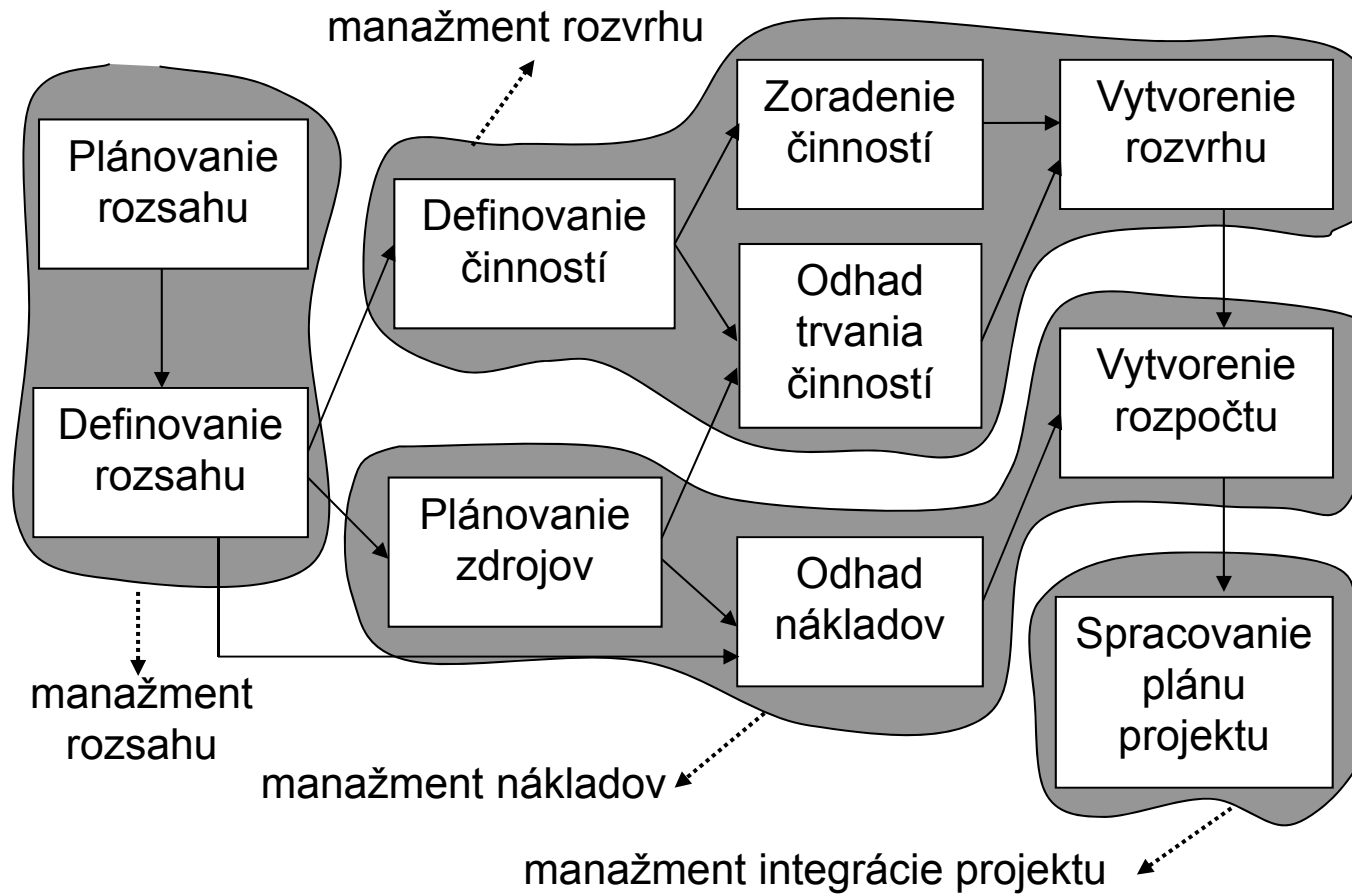 manažment rozvrhu
Plánovanie
rozsahu
Definovanie
rozsahu
manažment
rozsahu
Definovanie
činností
Zoradenie
činností
Odhad
trvania
činností
Vytvorenie
rozvrhu
Plánovanie
zdrojov
Odhad
nákladov
Vytvorenie
rozpočtu
manažment nákladov
Spracovanie
plánu
projektu
manažment integrácie projektu